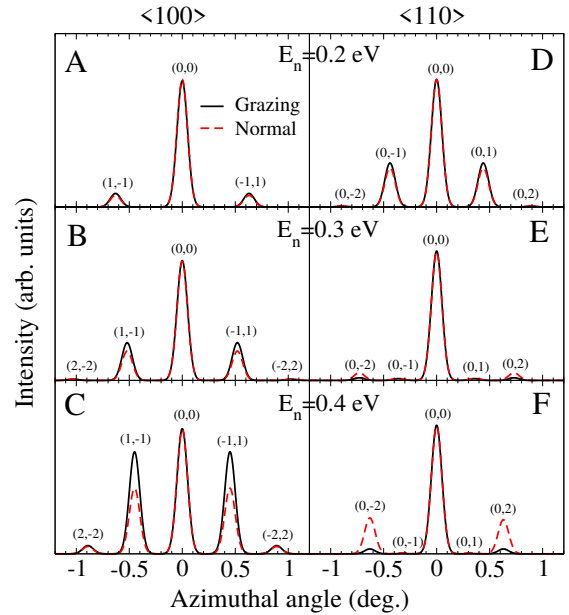 <100> <110>
A E_n=0.2 eV D
(0,0) (0,0)
Grazing
Normal
(1,-1) (-1,1) (0,-2) (0,-1) (0,1) (0,2)
B E_n=0.3 eV E
(0,0) (0,0)
(2,-2) (1,-1) (-1,1) (-2,2) (0,-2) (0,-1) (0,1) (0,2)
C E_n=0.4 eV F
(0,0) (0,0)
(2,-2) (1,-1) (-1,1) (-2,2) (0,-2) (0,-1) (0,1) (0,2)
-1 -0.5 0 0.5 1 -1 -0.5 0 0.5 1
Azimuthal angle (deg.)
Intensity (arb. units)